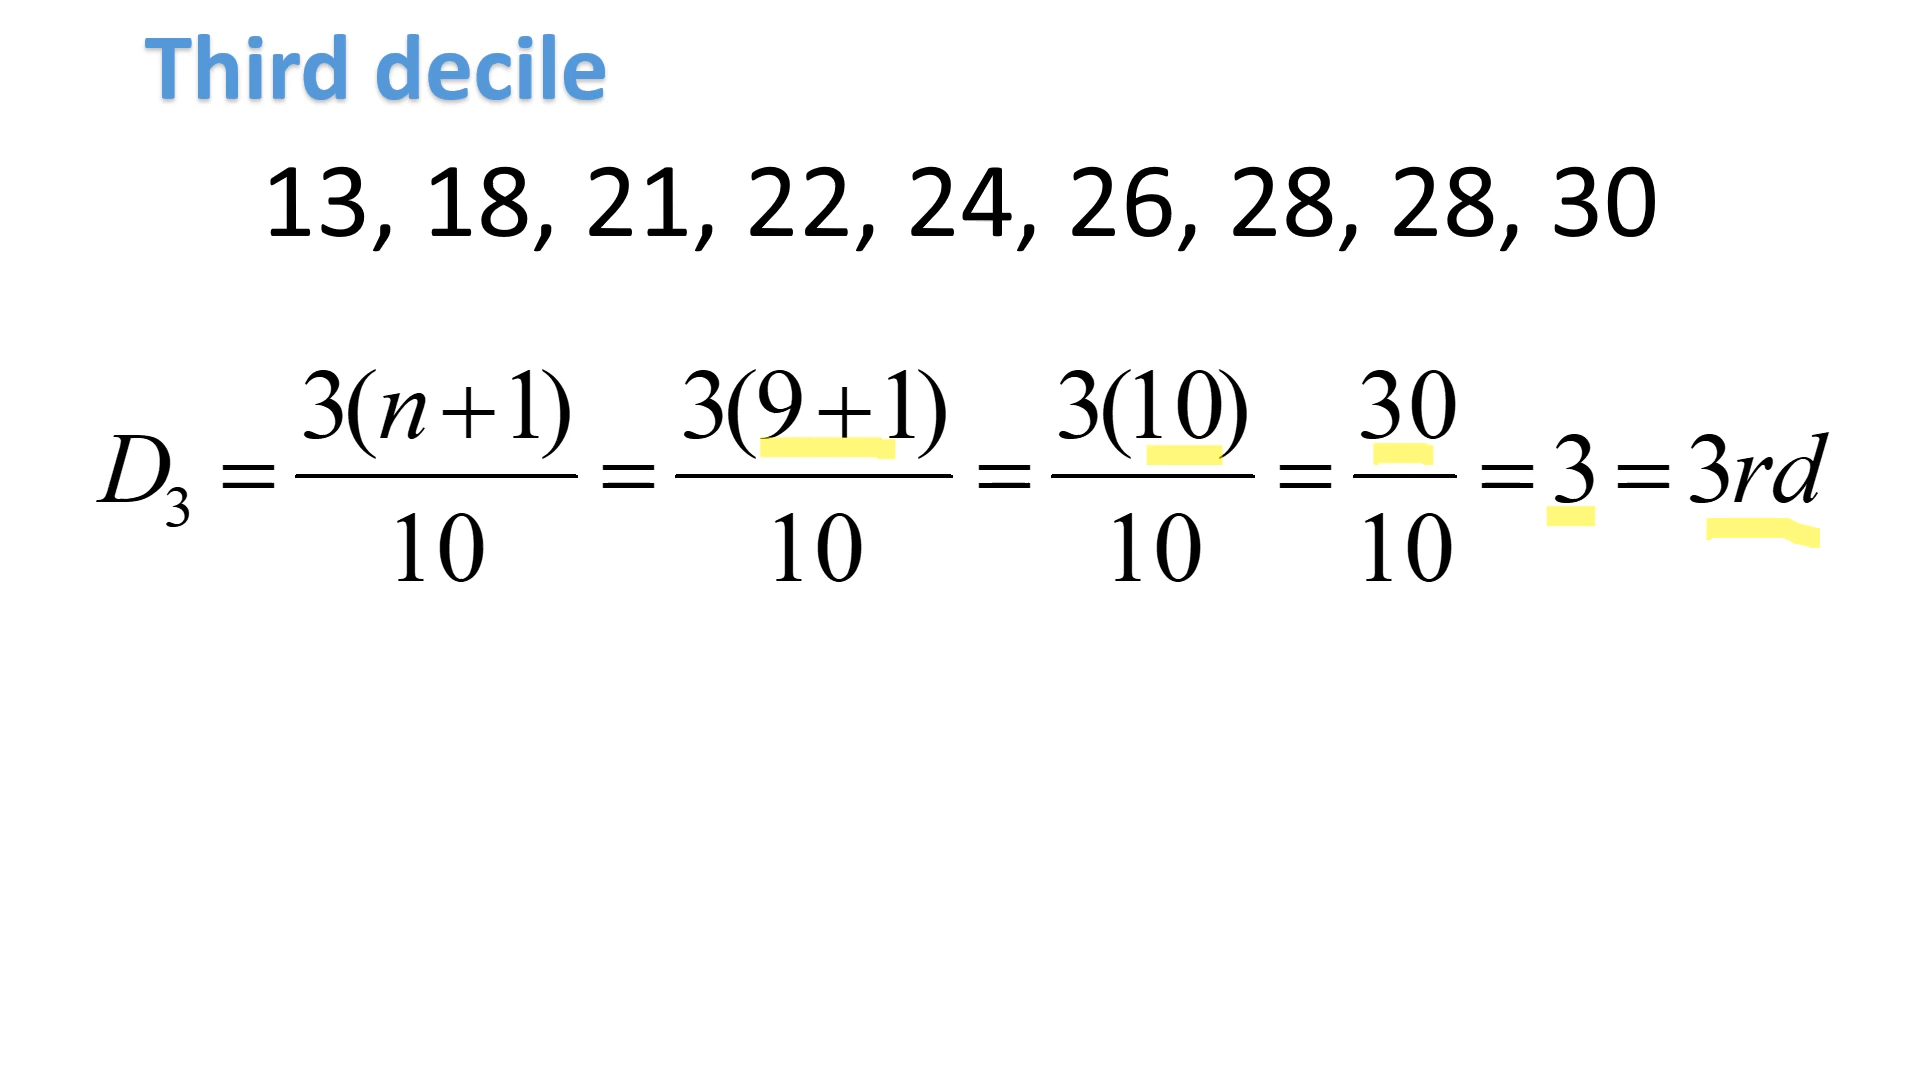 Third decile
13, 18, 21, 22, 24, 26, 28, 28, 30
D₃ = 3(n+1)/10 = 3(9+1)/10 = 3(10)/10 = 30/10 = 3 = 3rd